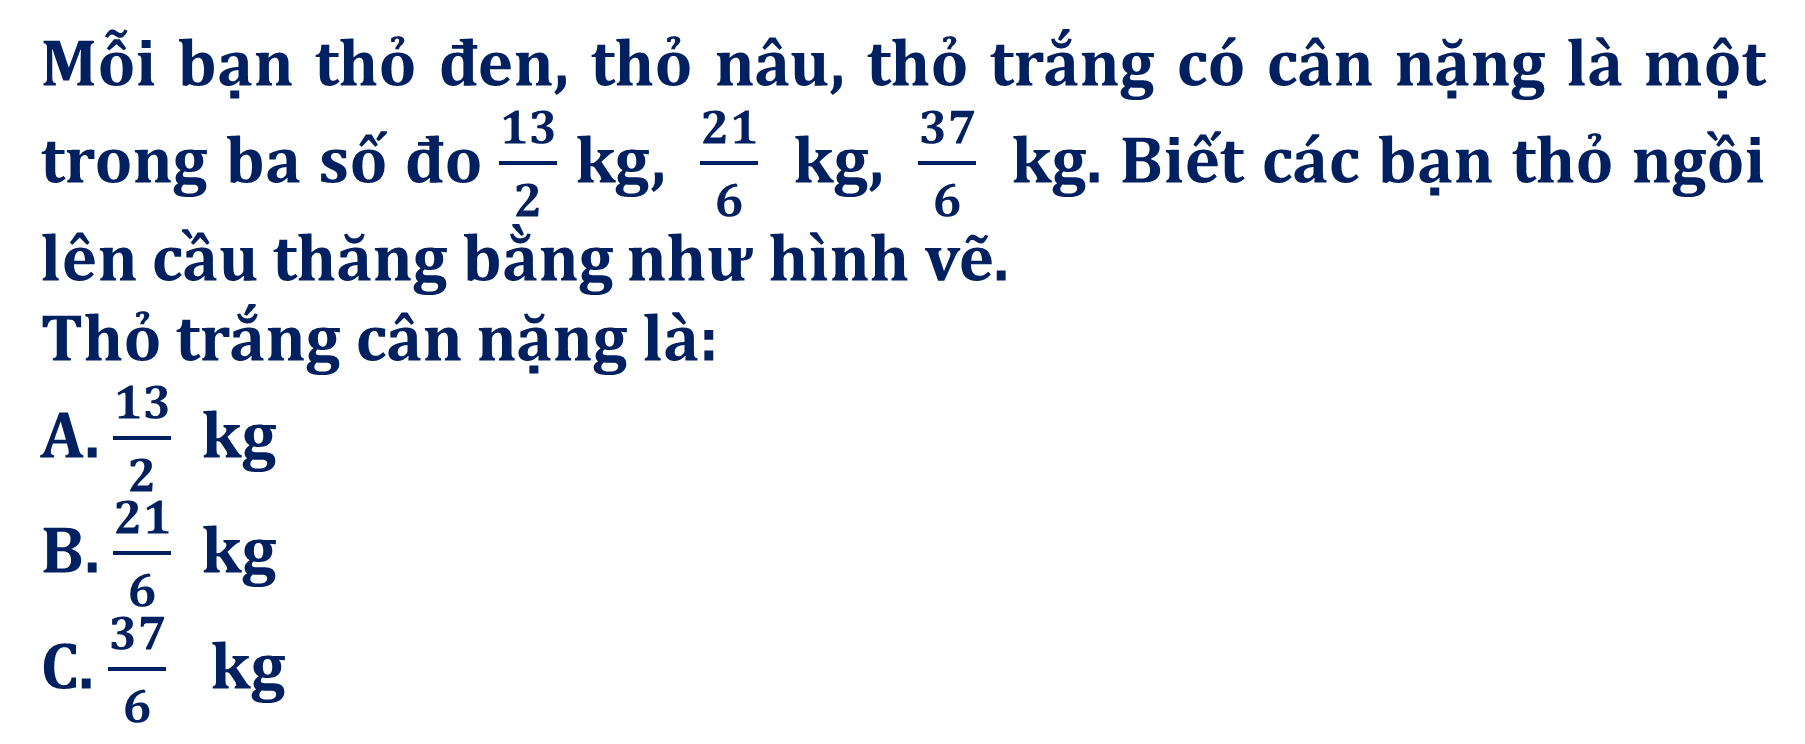 Mỗi bạn thỏ đen, thỏ nâu, thỏ trắng có cân nặng là một
trong ba số đo 13/2 kg, 21/6 kg, 37/6 kg. Biết các bạn thỏ ngồi
lên cầu thăng bằng như hình vẽ.
Thỏ trắng cân nặng là:
A. 13/2 kg
B. 21/6 kg
C. 37/6 kg